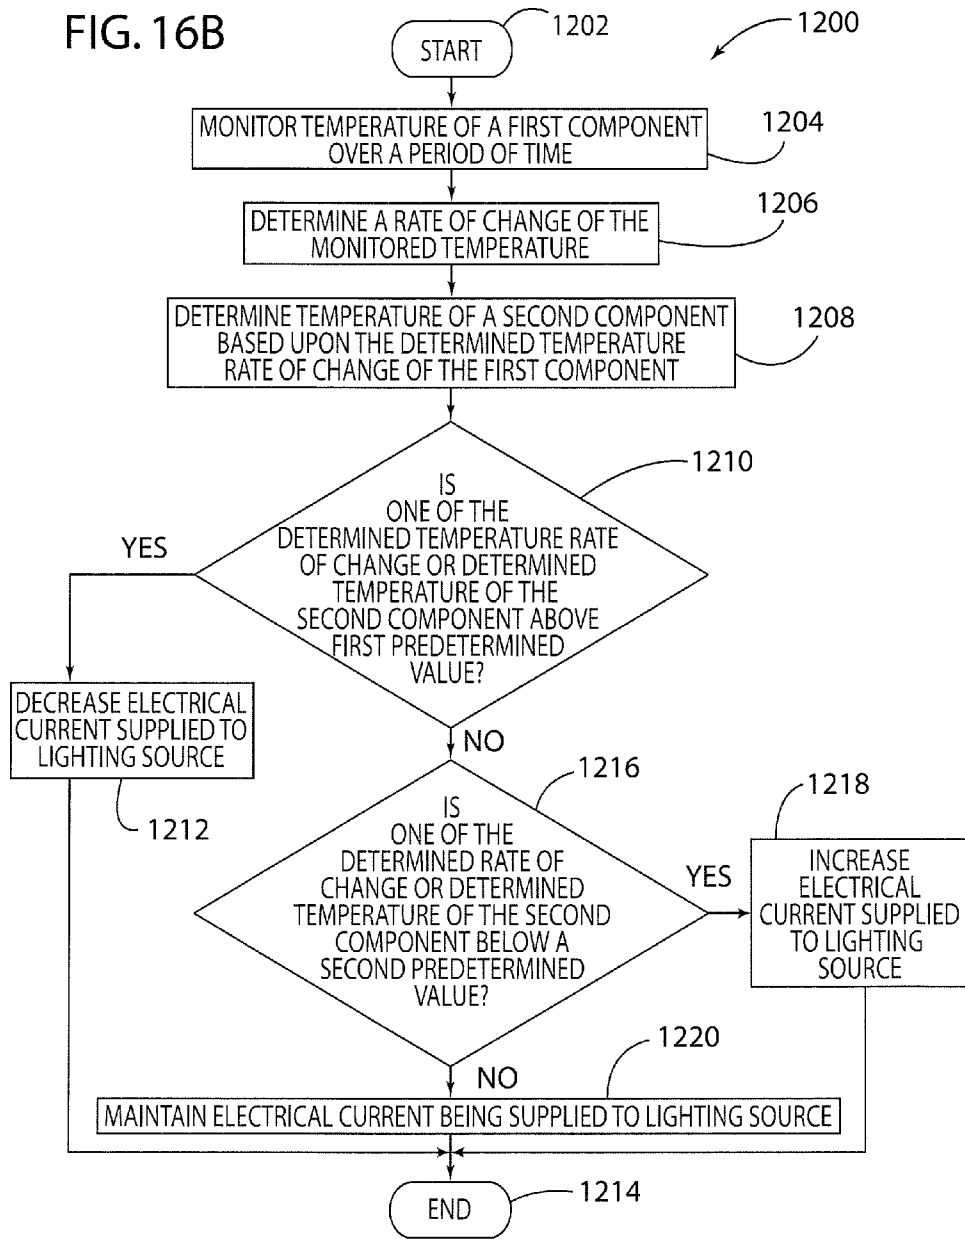 FIG. 16B
START
1202
1200
MONITOR TEMPERATURE OF A FIRST COMPONENT
OVER A PERIOD OF TIME
1204
DETERMINE A RATE OF CHANGE OF THE
MONITORED TEMPERATURE
1206
DETERMINE TEMPERATURE OF A SECOND COMPONENT
BASED UPON THE DETERMINED TEMPERATURE
RATE OF CHANGE OF THE FIRST COMPONENT
1208
IS
ONE OF THE
DETERMINED TEMPERATURE RATE
OF CHANGE OR DETERMINED
TEMPERATURE OF THE
SECOND COMPONENT ABOVE
FIRST PREDETERMINED
VALUE?
1210
YES
DECREASE ELECTRICAL
CURRENT SUPPLIED TO
LIGHTING SOURCE
1212
NO
IS
ONE OF THE
DETERMINED RATE OF
CHANGE OR DETERMINED
TEMPERATURE OF THE SECOND
COMPONENT BELOW A
SECOND PREDETERMINED
VALUE?
1216
YES
INCREASE
ELECTRICAL
CURRENT SUPPLIED
TO LIGHTING
SOURCE
1218
NO
MAINTAIN ELECTRICAL CURRENT BEING SUPPLIED TO LIGHTING SOURCE
1220
END
1214